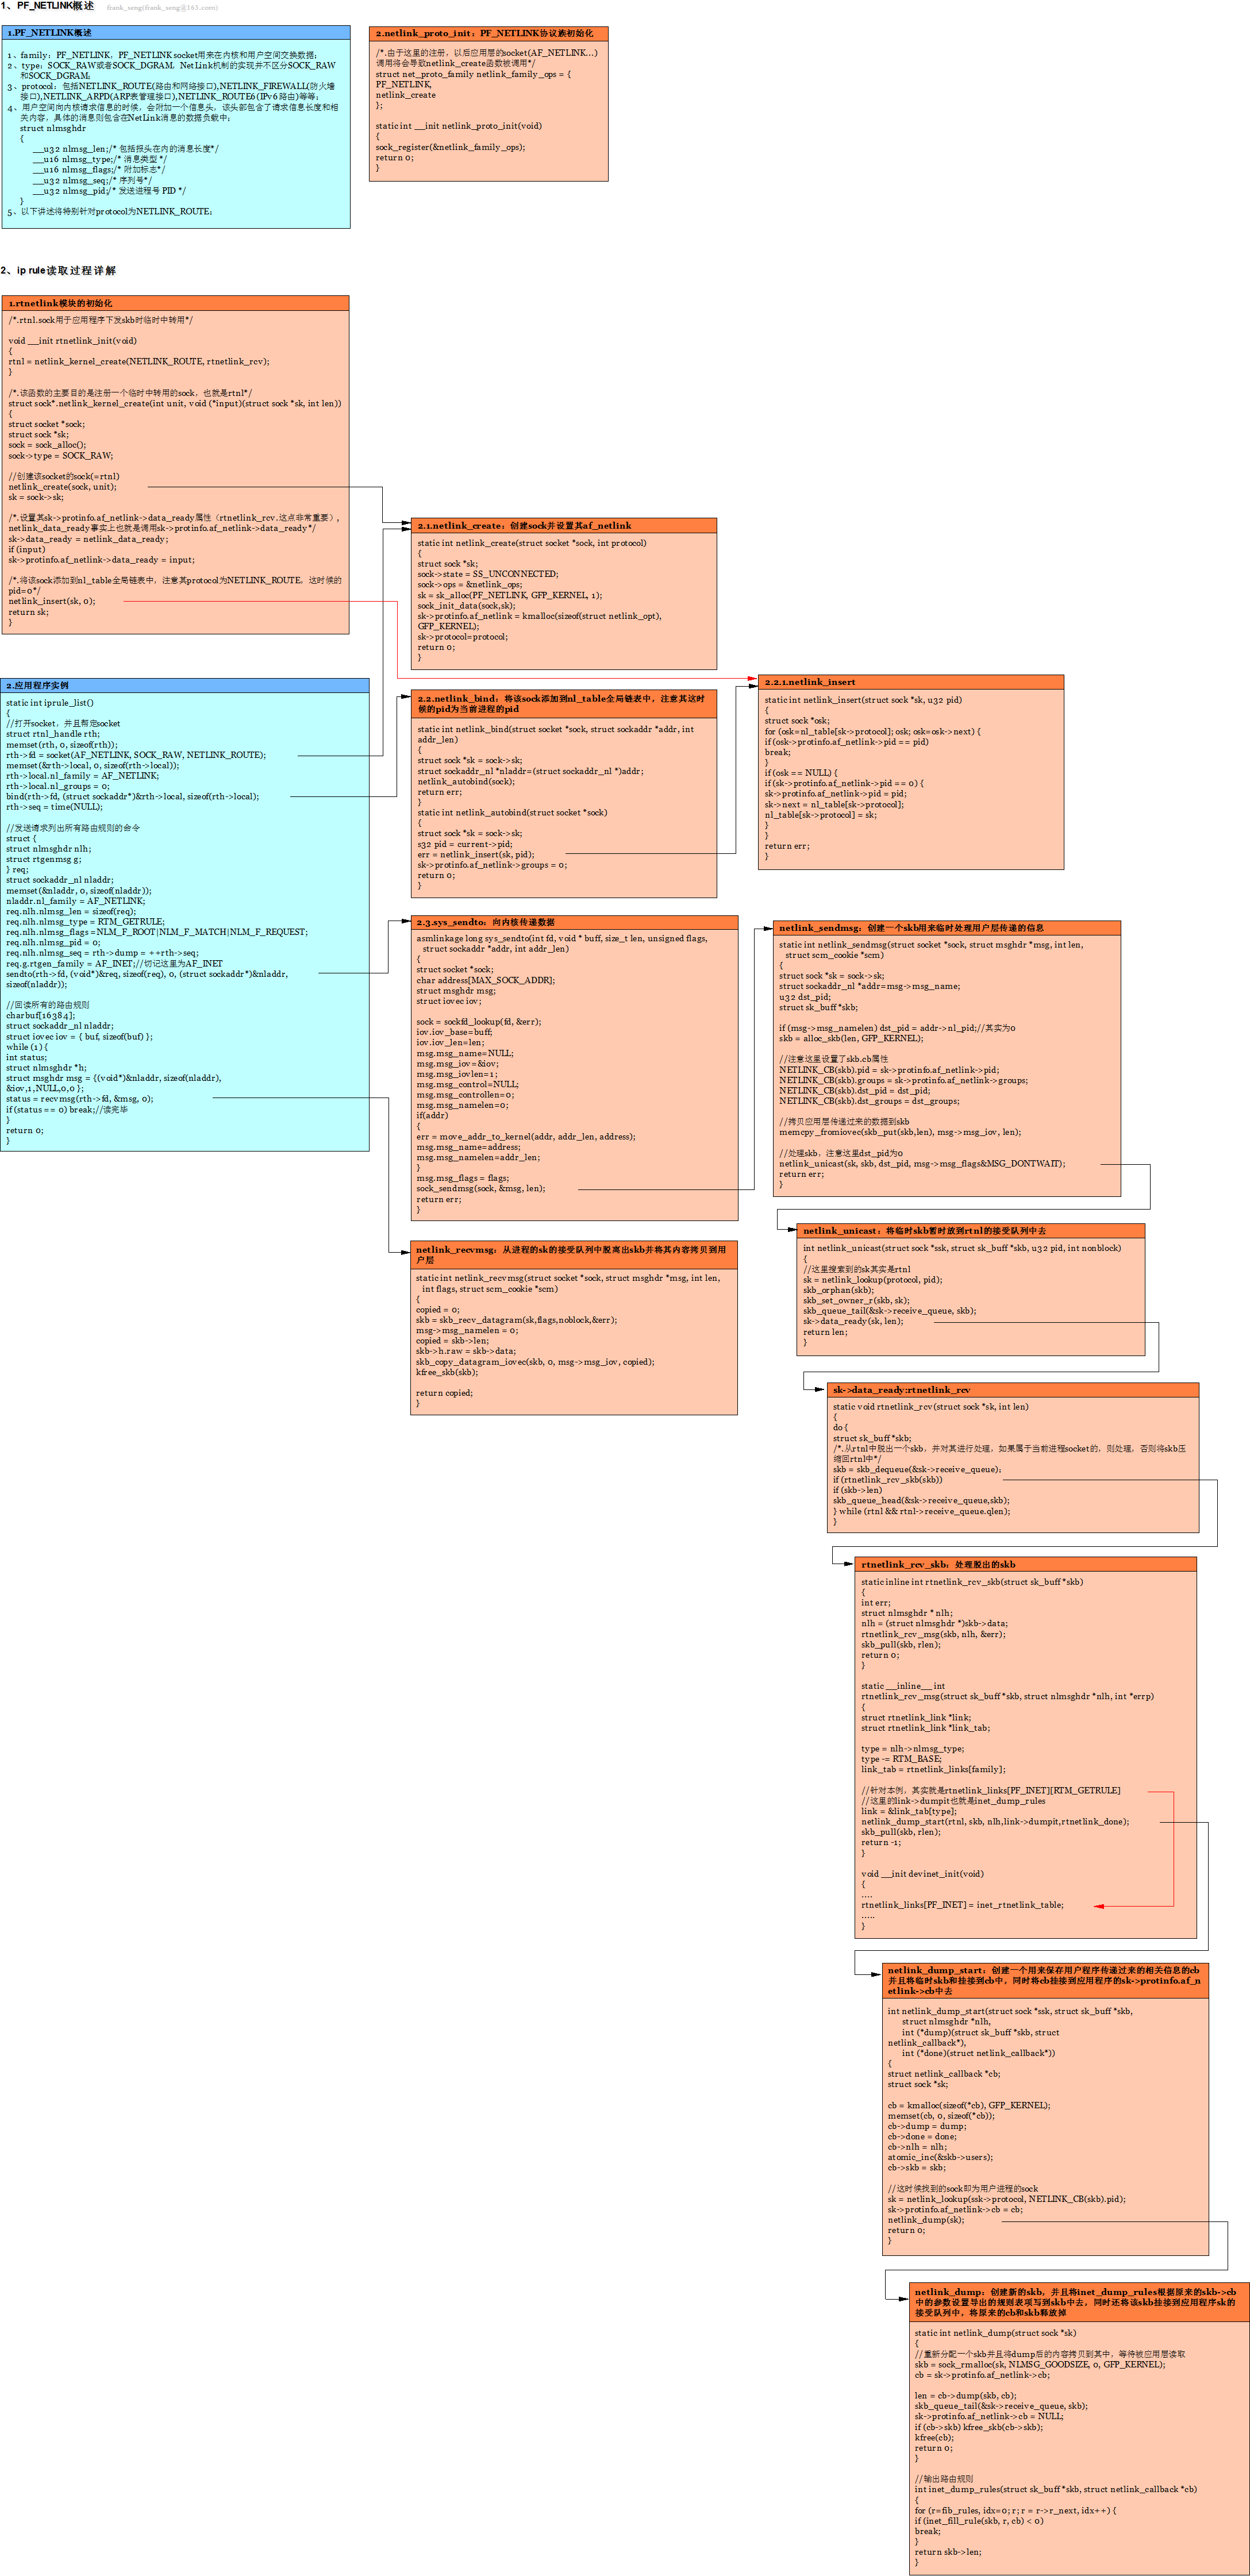 1、PF_NETLINK概述 frank_seng(frank_seng@163.com)
1.PF_NETLINK概述
1、family：PF_NETLINK，PF_NETLINK socket用来在内核和用户空间交换数据；
2、type：SOCK_RAW或者SOCK_DGRAM，NetLink机制的实现并不区分SOCK_RAW
和SOCK_DGRAM；
3、protocol：包括NETLINK_ROUTE(路由和网络接口),NETLINK_FIREWALL(防火墙
接口),NETLINK_ARPD(ARP表管理接口),NETLINK_ROUTE6(IPv6路由)等等；
4、用户空间向内核请求信息的时候，会附加一个信息头，该头部包含了请求信息长度和相
关内容，具体的消息则包含在NetLink消息的数据负载中：
struct nlmsghdr
{
__u32 nlmsg_len;/* 包括报头在内的消息长度*/
__u16 nlmsg_type;/* 消息类型 */
__u16 nlmsg_flags;/* 附加标志*/
__u32 nlmsg_seq;/* 序列号*/
__u32 nlmsg_pid;/* 发送进程号 PID */
}
5、以下讲述将特别针对protocol为NETLINK_ROUTE；
2.netlink_proto_init：PF_NETLINK协议族初始化
/*.由于这里的注册，以后应用层的socket(AF_NETLINK...)
调用将会导致netlink_create函数被调用*/
struct net_proto_family netlink_family_ops = {
PF_NETLINK,
netlink_create
};
static int __init netlink_proto_init(void)
{
sock_register(&netlink_family_ops);
return 0;
}
2、ip rule读取过程详解
1.rtnetlink模块的初始化
/*.rtnl.sock用于应用程序下发skb时临时中转用*/
void __init rtnetlink_init(void)
{
rtnl = netlink_kernel_create(NETLINK_ROUTE, rtnetlink_rcv);
}
/*.该函数的主要目的是注册一个临时中转用的sock，也就是rtnl*/
struct sock*.netlink_kernel_create(int unit, void (*input)(struct sock *sk, int len))
{
struct socket *sock;
struct sock *sk;
sock = sock_alloc();
sock->type = SOCK_RAW;
//创建该socket的sock(=rtnl)
netlink_create(sock, unit);
sk = sock->sk;
/*.设置其sk->protinfo.af_netlink->data_ready属性（rtnetlink_rcv.这点非常重要），
netlink_data_ready事实上也就是调用sk->protinfo.af_netlink->data_ready*/
sk->data_ready = netlink_data_ready;
if (input)
sk->protinfo.af_netlink->data_ready = input;
/*.将该sock添加到nl_table全局链表中，注意其protocol为NETLINK_ROUTE，这时候的
pid=0*/
netlink_insert(sk, 0);
return sk;
}
2.1.netlink_create：创建sock并设置其af_netlink
static int netlink_create(struct socket *sock, int protocol)
{
struct sock *sk;
sock->state = SS_UNCONNECTED;
sock->ops = &netlink_ops;
sk = sk_alloc(PF_NETLINK, GFP_KERNEL, 1);
sock_init_data(sock,sk);
sk->protinfo.af_netlink = kmalloc(sizeof(struct netlink_opt),
GFP_KERNEL);
sk->protocol=protocol;
return 0;
}
2.应用程序实例
static int iprule_list()
{
//打开socket，并且帮定socket
struct rtnl_handle rth;
memset(rth, 0, sizeof(rth));
rth->fd = socket(AF_NETLINK, SOCK_RAW, NETLINK_ROUTE);
memset(&rth->local, 0, sizeof(rth->local));
rth->local.nl_family = AF_NETLINK;
rth->local.nl_groups = 0;
bind(rth->fd, (struct sockaddr*)&rth->local, sizeof(rth->local);
rth->seq = time(NULL);
//发送请求列出所有路由规则的命令
struct {
struct nlmsghdr nlh;
struct rtgenmsg g;
} req;
struct sockaddr_nl nladdr;
memset(&nladdr, 0, sizeof(nladdr));
nladdr.nl_family = AF_NETLINK;
req.nlh.nlmsg_len = sizeof(req);
req.nlh.nlmsg_type = RTM_GETRULE;
req.nlh.nlmsg_flags = NLM_F_ROOT|NLM_F_MATCH|NLM_F_REQUEST;
req.nlh.nlmsg_pid = 0;
req.nlh.nlmsg_seq = rth->dump = ++rth->seq;
req.g.rtgen_family = AF_INET;//切记这里为AF_INET
sendto(rth->fd, (void*)&req, sizeof(req), 0, (struct sockaddr*)&nladdr,
sizeof(nladdr));
//回读所有的路由规则
charbuf[16384];
struct sockaddr_nl nladdr;
struct iovec iov = { buf, sizeof(buf) };
while (1) {
int status;
struct nlmsghdr *h;
struct msghdr msg = {(void*)&nladdr, sizeof(nladdr),
&iov,1,NULL,0,0 };
status = recvmsg(rth->fd, &msg, 0);
if (status == 0) break;//读完毕
}
return 0;
}
2.2.netlink_bind：将该sock添加到nl_table全局链表中，注意其这时
候的pid为当前进程的pid
static int netlink_bind(struct socket *sock, struct sockaddr *addr, int
addr_len)
{
struct sock *sk = sock->sk;
struct sockaddr_nl *nladdr=(struct sockaddr_nl *)addr;
netlink_autobind(sock);
return err;
}
static int netlink_autobind(struct socket *sock)
{
struct sock *sk = sock->sk;
s32 pid = current->pid;
err = netlink_insert(sk, pid);
sk->protinfo.af_netlink->groups = 0;
return 0;
}
2.2.1.netlink_insert
static int netlink_insert(struct sock *sk, u32 pid)
{
struct sock *osk;
for (osk=nl_table[sk->protocol]; osk; osk=osk->next) {
if (osk->protinfo.af_netlink->pid == pid)
break;
}
if (osk == NULL) {
if (sk->protinfo.af_netlink->pid == 0) {
sk->protinfo.af_netlink->pid = pid;
sk->next = nl_table[sk->protocol];
nl_table[sk->protocol] = sk;
}
}
return err;
}
2.3.sys_sendto：向内核传递数据
asmlinkage long sys_sendto(int fd, void * buff, size_t len, unsigned flags,
struct sockaddr *addr, int addr_len)
{
struct socket *sock;
char address[MAX_SOCK_ADDR];
struct msghdr msg;
struct iovec iov;
sock = sockfd_lookup(fd, &err);
iov.iov_base=buff;
iov.iov_len=len;
msg.msg_name=NULL;
msg.msg_iov=&iov;
msg.msg_iovlen=1;
msg.msg_control=NULL;
msg.msg_controllen=0;
msg.msg_namelen=0;
if(addr)
{
err = move_addr_to_kernel(addr, addr_len, address);
msg.msg_name=address;
msg.msg_namelen=addr_len;
}
msg.msg_flags = flags;
sock_sendmsg(sock, &msg, len);
return err;
}
netlink_sendmsg：创建一个skb用来临时处理用户层传递的信息
static int netlink_sendmsg(struct socket *sock, struct msghdr *msg, int len,
struct scm_cookie *scm)
{
struct sock *sk = sock->sk;
struct sockaddr_nl *addr=msg->msg_name;
u32 dst_pid;
struct sk_buff *skb;
if (msg->msg_namelen) dst_pid = addr->nl_pid;//其实为0
skb = alloc_skb(len, GFP_KERNEL);
//注意这里设置了skb.cb属性
NETLINK_CB(skb).pid = sk->protinfo.af_netlink->pid;
NETLINK_CB(skb).groups = sk->protinfo.af_netlink->groups;
NETLINK_CB(skb).dst_pid = dst_pid;
NETLINK_CB(skb).dst_groups = dst_groups;
//拷贝应用层传递过来的数据到skb
memcpy_fromiovec(skb_put(skb,len), msg->msg_iov, len);
//处理skb，注意这里dst_pid为0
netlink_unicast(sk, skb, dst_pid, msg->msg_flags&MSG_DONTWAIT);
return err;
}
netlink_unicast：将临时skb暂时放到rtnl的接受队列中去
int netlink_unicast(struct sock *ssk, struct sk_buff *skb, u32 pid, int nonblock)
{
//这里搜索到的sk其实是rtnl
sk = netlink_lookup(protocol, pid);
skb_orphan(skb);
skb_set_owner_r(skb, sk);
skb_queue_tail(&sk->receive_queue, skb);
sk->data_ready(sk, len);
return len;
}
netlink_recvmsg：从进程的sk的接受队列中脱离出skb并将其内容拷贝到用
户层
static int netlink_recvmsg(struct socket *sock, struct msghdr *msg, int len,
int flags, struct scm_cookie *scm)
{
copied = 0;
skb = skb_recv_datagram(sk,flags,noblock,&err);
msg->msg_namelen = 0;
copied = skb->len;
skb->h.raw = skb->data;
skb_copy_datagram_iovec(skb, 0, msg->msg_iov, copied);
kfree_skb(skb);
return copied;
}
sk->data_ready:rtnetlink_rcv
static void rtnetlink_rcv(struct sock *sk, int len)
{
do {
struct sk_buff *skb;
/*.从rtnl中脱出一个skb，并对其进行处理，如果属于当前进程socket的，则处理，否则将skb压
缩回rtnl中*/
skb = skb_dequeue(&sk->receive_queue);
if (rtnetlink_rcv_skb(skb))
if (skb->len)
skb_queue_head(&sk->receive_queue,skb);
} while (rtnl && rtnl->receive_queue.qlen);
}
rtnetlink_rcv_skb：处理脱出的skb
static inline int rtnetlink_rcv_skb(struct sk_buff *skb)
{
int err;
struct nlmsghdr * nlh;
nlh = (struct nlmsghdr *)skb->data;
rtnetlink_rcv_msg(skb, nlh, &err);
skb_pull(skb, rlen);
return 0;
}
static __inline__ int
rtnetlink_rcv_msg(struct sk_buff *skb, struct nlmsghdr *nlh, int *errp)
{
struct rtnetlink_link *link;
struct rtnetlink_link *link_tab;
type = nlh->nlmsg_type;
type -= RTM_BASE;
link_tab = rtnetlink_links[family];
//针对本例，其实就是rtnetlink_links[PF_INET][RTM_GETRULE]
//这里的link->dumpit也就是inet_dump_rules
link = &link_tab[type];
netlink_dump_start(rtnl, skb, nlh,link->dumpit,rtnetlink_done);
skb_pull(skb, rlen);
return -1;
}
void __init devinet_init(void)
{
....
rtnetlink_links[PF_INET] = inet_rtnetlink_table;
.....
}
netlink_dump_start：创建一个用来保存用户程序传递过来的相关信息的cb
并且将临时skb和挂接到cb中，同时将cb挂接到应用程序的sk->protinfo.af_n
etlink->cb中去
int netlink_dump_start(struct sock *ssk, struct sk_buff *skb,
struct nlmsghdr *nlh,
int (*dump)(struct sk_buff *skb, struct
netlink_callback*),
int (*done)(struct netlink_callback*))
{
struct netlink_callback *cb;
struct sock *sk;
cb = kmalloc(sizeof(*cb), GFP_KERNEL);
memset(cb, 0, sizeof(*cb));
cb->dump = dump;
cb->done = done;
cb->nlh = nlh;
atomic_inc(&skb->users);
cb->skb = skb;
//这时候找到的sock即为用户进程的sock
sk = netlink_lookup(ssk->protocol, NETLINK_CB(skb).pid);
sk->protinfo.af_netlink->cb = cb;
netlink_dump(sk);
return 0;
}
netlink_dump：创建新的skb，并且将inet_dump_rules根据原来的skb->cb
中的参数设置导出的规则表项写到skb中去，同时还将该skb挂接到应用程序sk的
接受队列中，将原来的cb和skb释放掉
static int netlink_dump(struct sock *sk)
{
//重新分配一个skb并且将dump后的内容拷贝到其中，等待被应用层读取
skb = sock_rmalloc(sk, NLMSG_GOODSIZE, 0, GFP_KERNEL);
cb = sk->protinfo.af_netlink->cb;
len = cb->dump(skb, cb);
skb_queue_tail(&sk->receive_queue, skb);
sk->protinfo.af_netlink->cb = NULL;
if (cb->skb) kfree_skb(cb->skb);
kfree(cb);
return 0;
}
//输出路由规则
int inet_dump_rules(struct sk_buff *skb, struct netlink_callback *cb)
{
for (r=fib_rules, idx=0; r; r = r->r_next, idx++) {
if (inet_fill_rule(skb, r, cb) < 0)
break;
}
return skb->len;
}